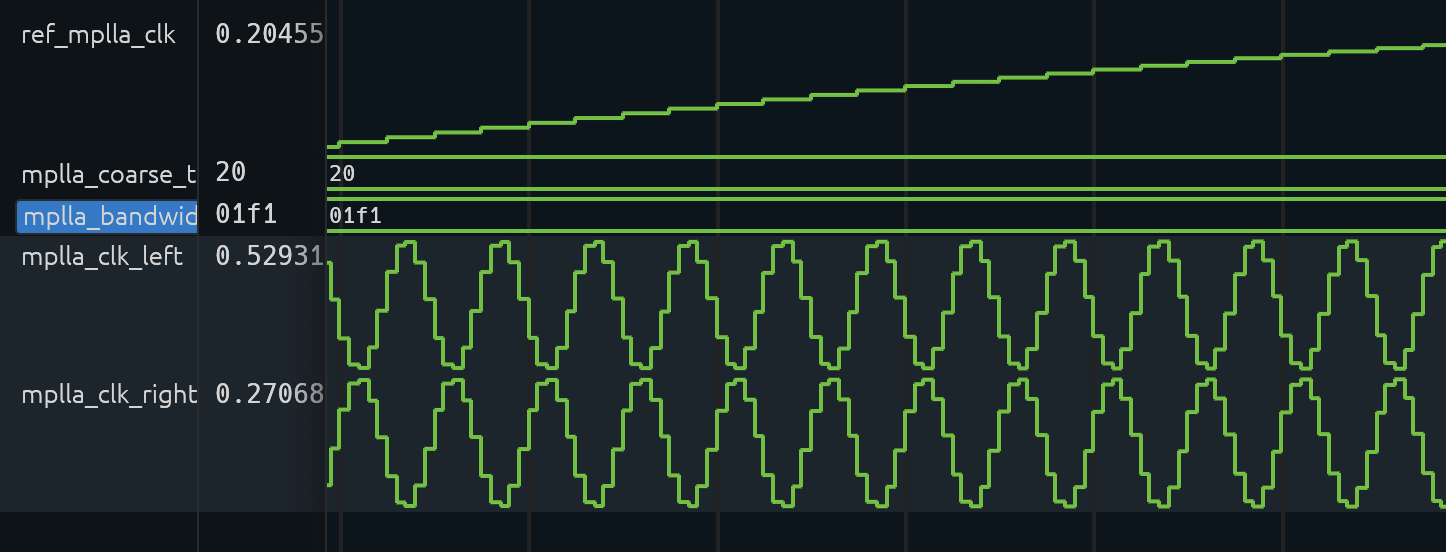 ref_mplla_clk 0.20455
mplla_coarse_t 20 20
mplla_bandwid 01f1 01f1
mplla_clk_left 0.52931
mplla_clk_right 0.27068